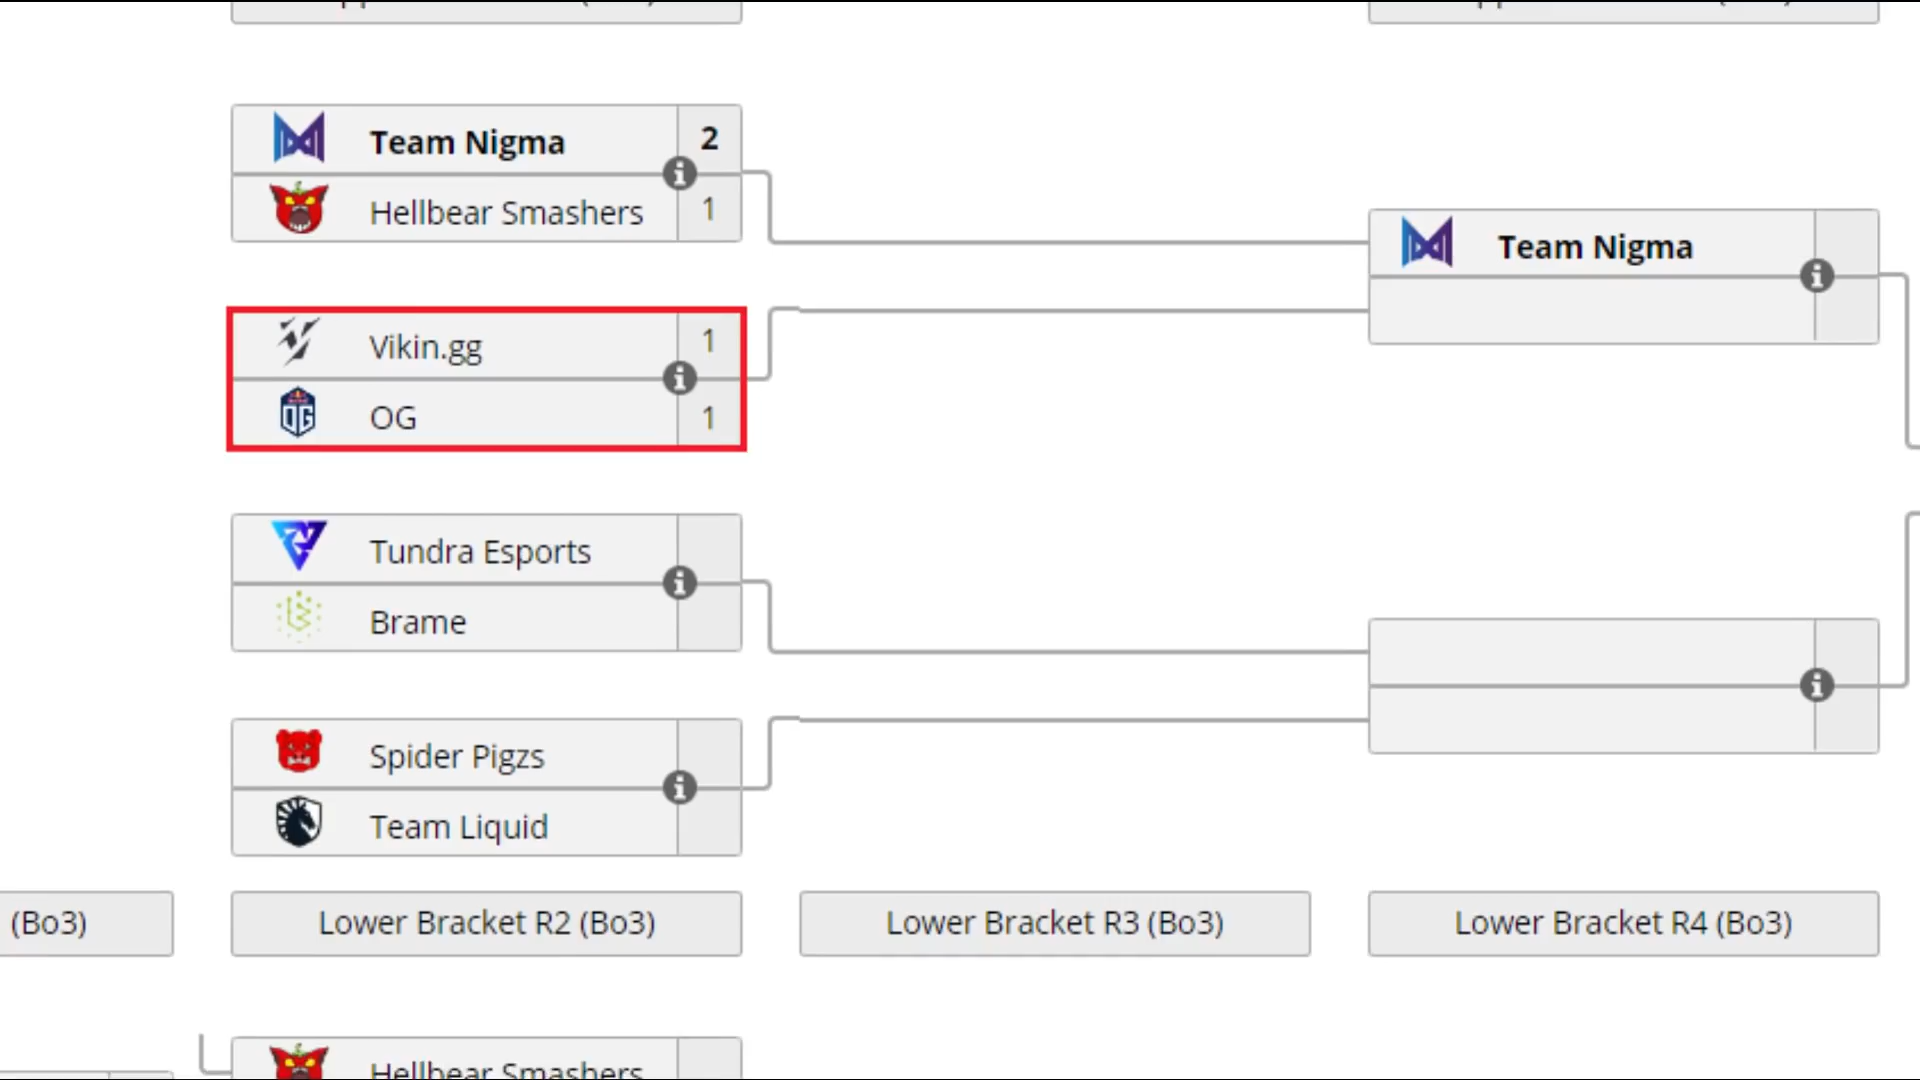 Team Nigma 2
Hellbear Smashers 1
Team Nigma
Vikin.gg 1
OG 1
Tundra Esports
Brame
Spider Pigzs
Team Liquid
(Bo3)
Lower Bracket R2 (Bo3)
Lower Bracket R3 (Bo3)
Lower Bracket R4 (Bo3)
Hellbear Smashers